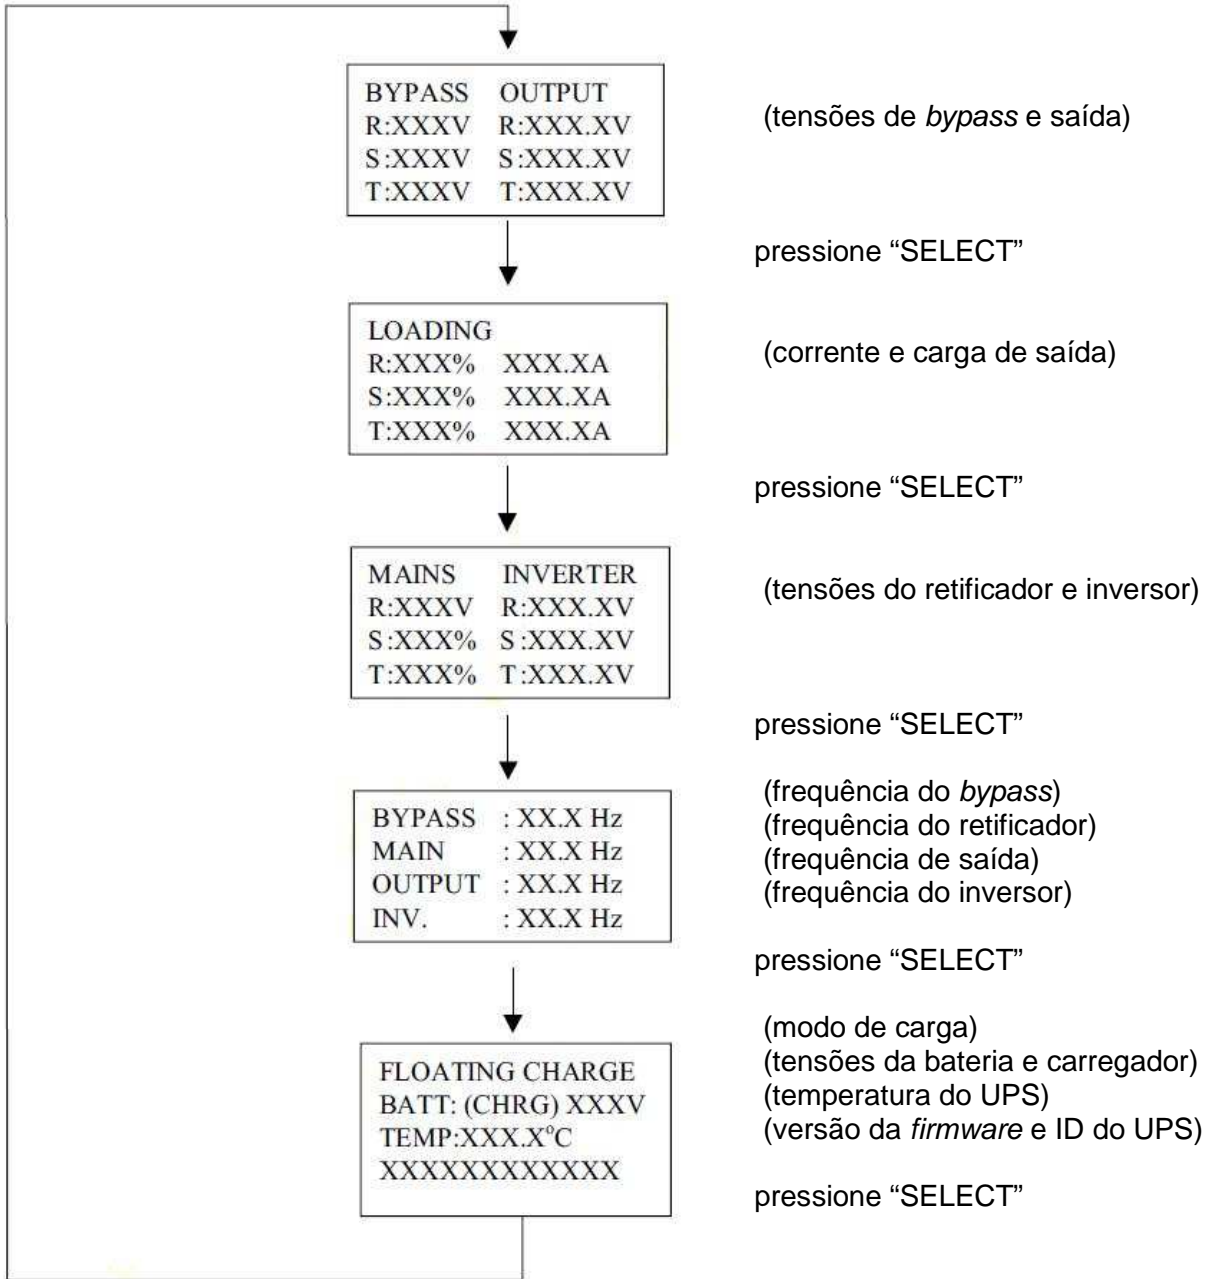 BYPASS OUTPUT
R:XXXV R:XXX.XV
S:XXXV S:XXX.XV
T:XXXV T:XXX.XV
(tensões de bypass e saída)
pressione “SELECT”
LOADING
R:XXX% XXX.XA
S:XXX% XXX.XA
T:XXX% XXX.XA
(corrente e carga de saída)
pressione “SELECT”
MAINS INVERTER
R:XXXV R:XXX.XV
S:XXX% S:XXX.XV
T:XXX% T:XXX.XV
(tensões do retificador e inversor)
pressione “SELECT”
BYPASS : XX.X Hz
MAIN : XX.X Hz
OUTPUT : XX.X Hz
INV. : XX.X Hz
(frequência do bypass)
(frequência do retificador)
(frequência de saída)
(frequência do inversor)
pressione “SELECT”
FLOATING CHARGE
BATT: (CHRG) XXXV
TEMP:XXX.X°C
XXXXXXXXXXXX
(modo de carga)
(tensões da bateria e carregador)
(temperatura do UPS)
(versão da firmware e ID do UPS)
pressione “SELECT”